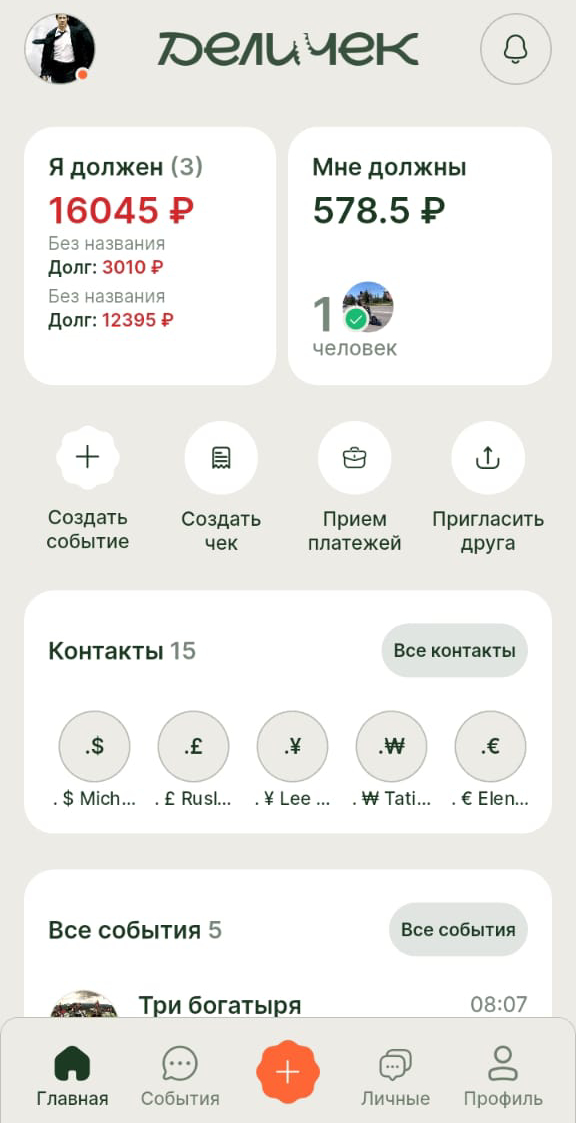 Деличек
Я должен (3)
16045 ₽
Без названия
Долг: 3010 ₽
Без названия
Долг: 12395 ₽
Мне должны
578.5 ₽
1
человек
Создать
событие
Создать
чек
Прием
платежей
Пригласить
друга
Контакты 15
Все контакты
.$
.£
.¥
.₩
.€
. $ Mich...
. £ Rusl...
. ¥ Lee ...
. ₩ Tati...
. € Elen...
Все события 5
Все события
Три богатыря
08:07
Главная
События
Личные
Профиль